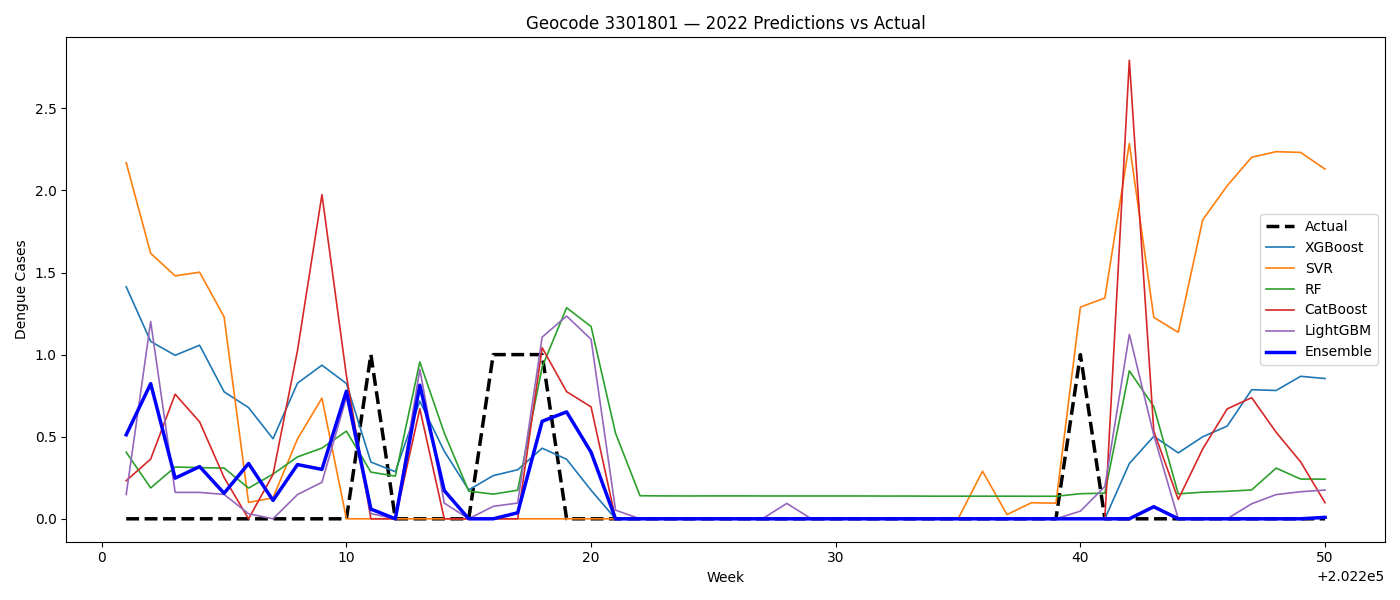 Geocode 3301801 — 2022 Predictions vs Actual
Dengue Cases
2.5
2.0
1.5
1.0
0.5
0.0
0 10 20 30 40 50
Week
+2.022e5
Actual
XGBoost
SVR
RF
CatBoost
LightGBM
Ensemble